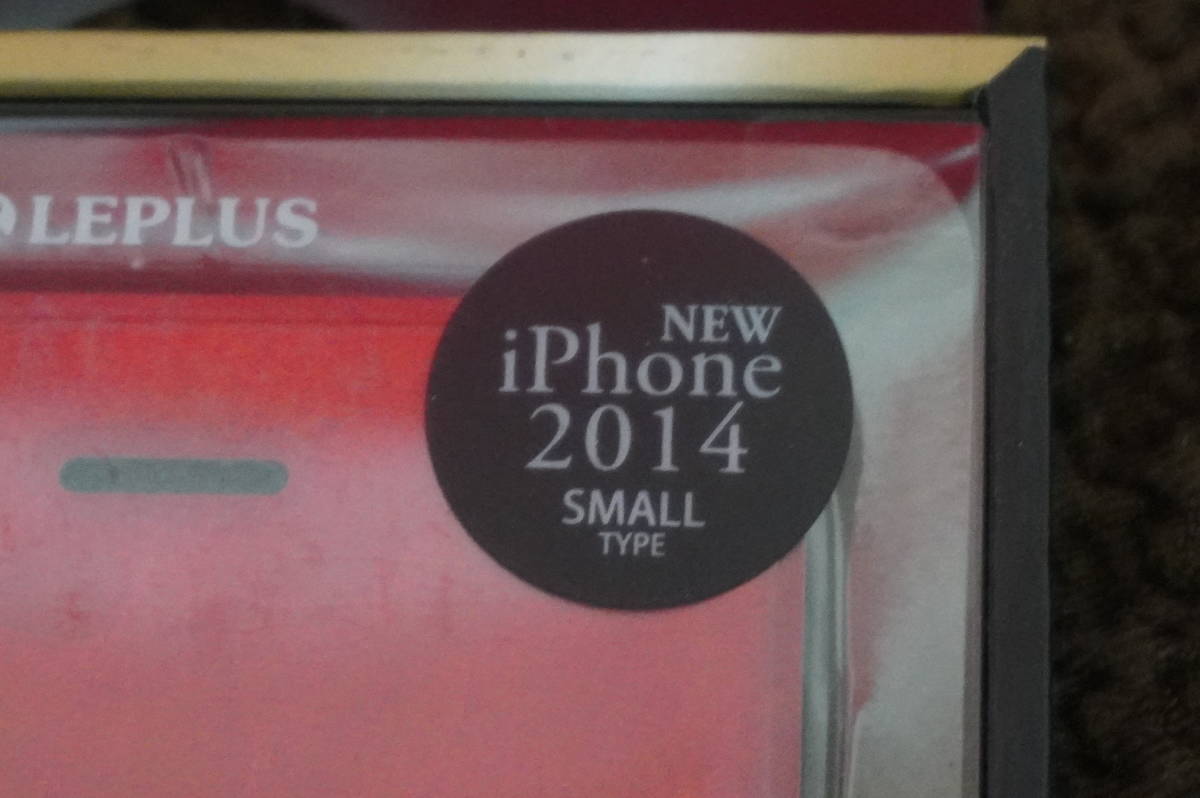 LEPLUS
NEW
iPhone
2014
SMALL
TYPE